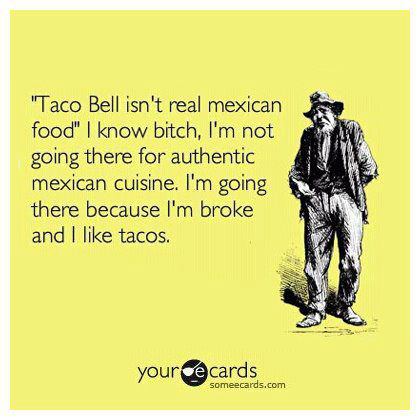 "Taco Bell isn't real mexican
food" I know bitch, I'm not
going there for authentic
mexican cuisine. I'm going
there because I'm broke
and I like tacos.
your e cards
someecards.com